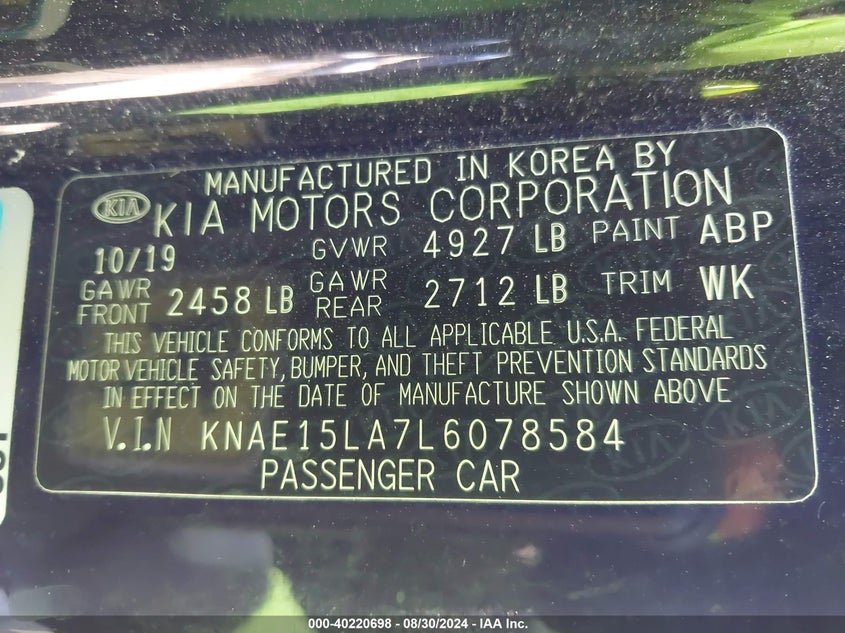 MANUFACTURED IN KOREA BY
KIA KIA MOTORS CORPORATION
10/19 GVWR 4927 LB PAINT ABP
GAWR FRONT 2458 LB GAWR REAR 2712 LB TRIM WK
THIS VEHICLE CONFORMS TO ALL APPLICABLE U.S.A. FEDERAL
MOTOR VEHICLE SAFETY, BUMPER, AND THEFT PREVENTION STANDARDS
IN EFFECT ON THE DATE OF MANUFACTURE SHOWN ABOVE
V.I.N KNAE15LA7L6078584
PASSENGER CAR
000-40220698 - 08/30/2024 - IAA Inc.